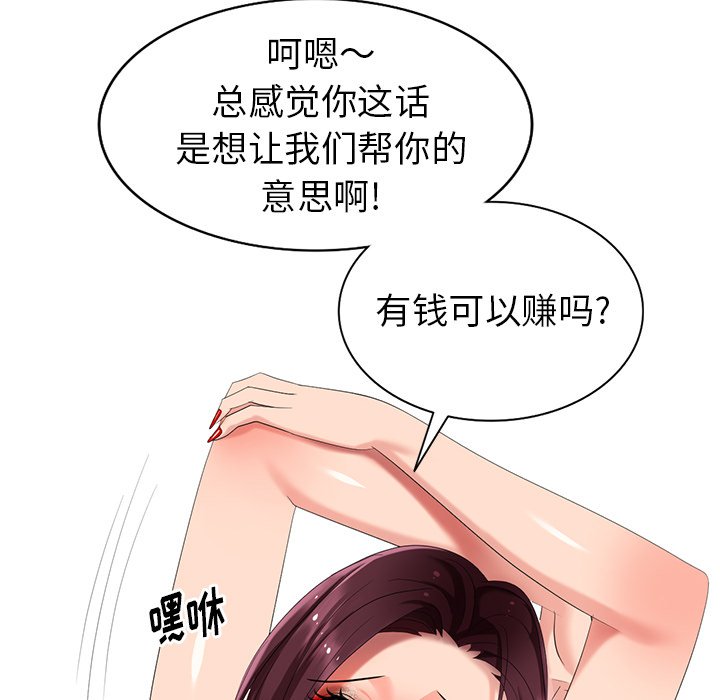 呵嗯～
总感觉你这话
是想让我们帮你的
意思啊!
有钱可以赚吗?
嘿咻